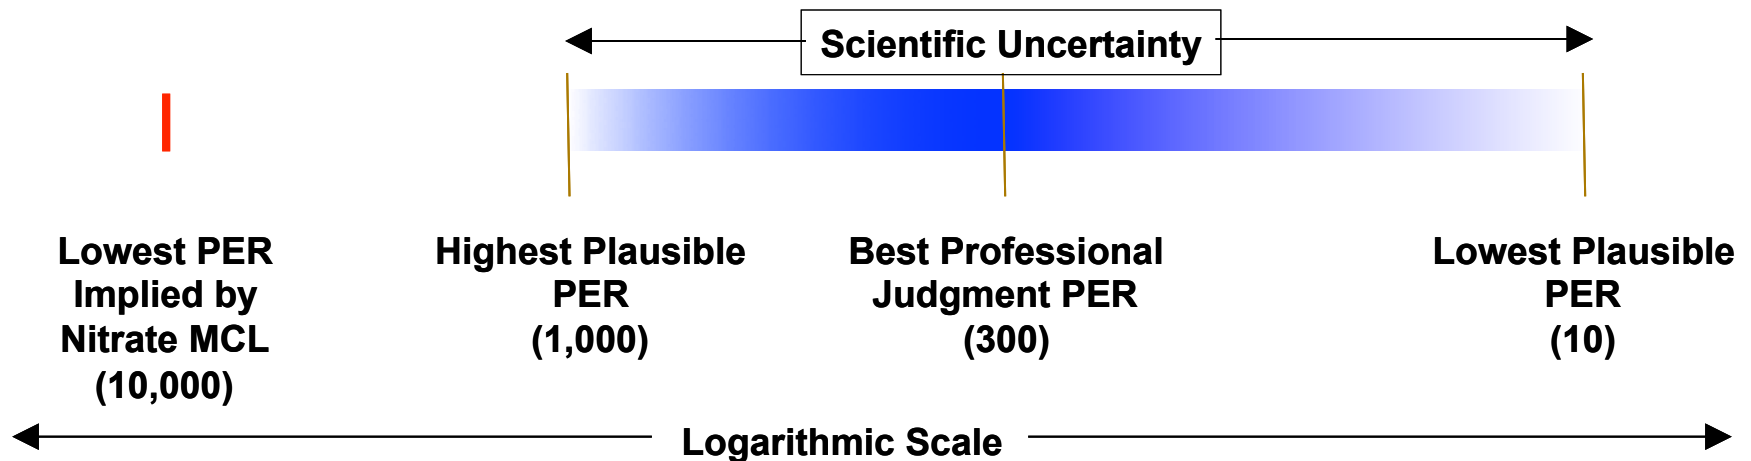 Scientific Uncertainty
Lowest PER
Implied by
Nitrate MCL
(10,000)
Highest Plausible
PER
(1,000)
Best Professional
Judgment PER
(300)
Lowest Plausible
PER
(10)
Logarithmic Scale